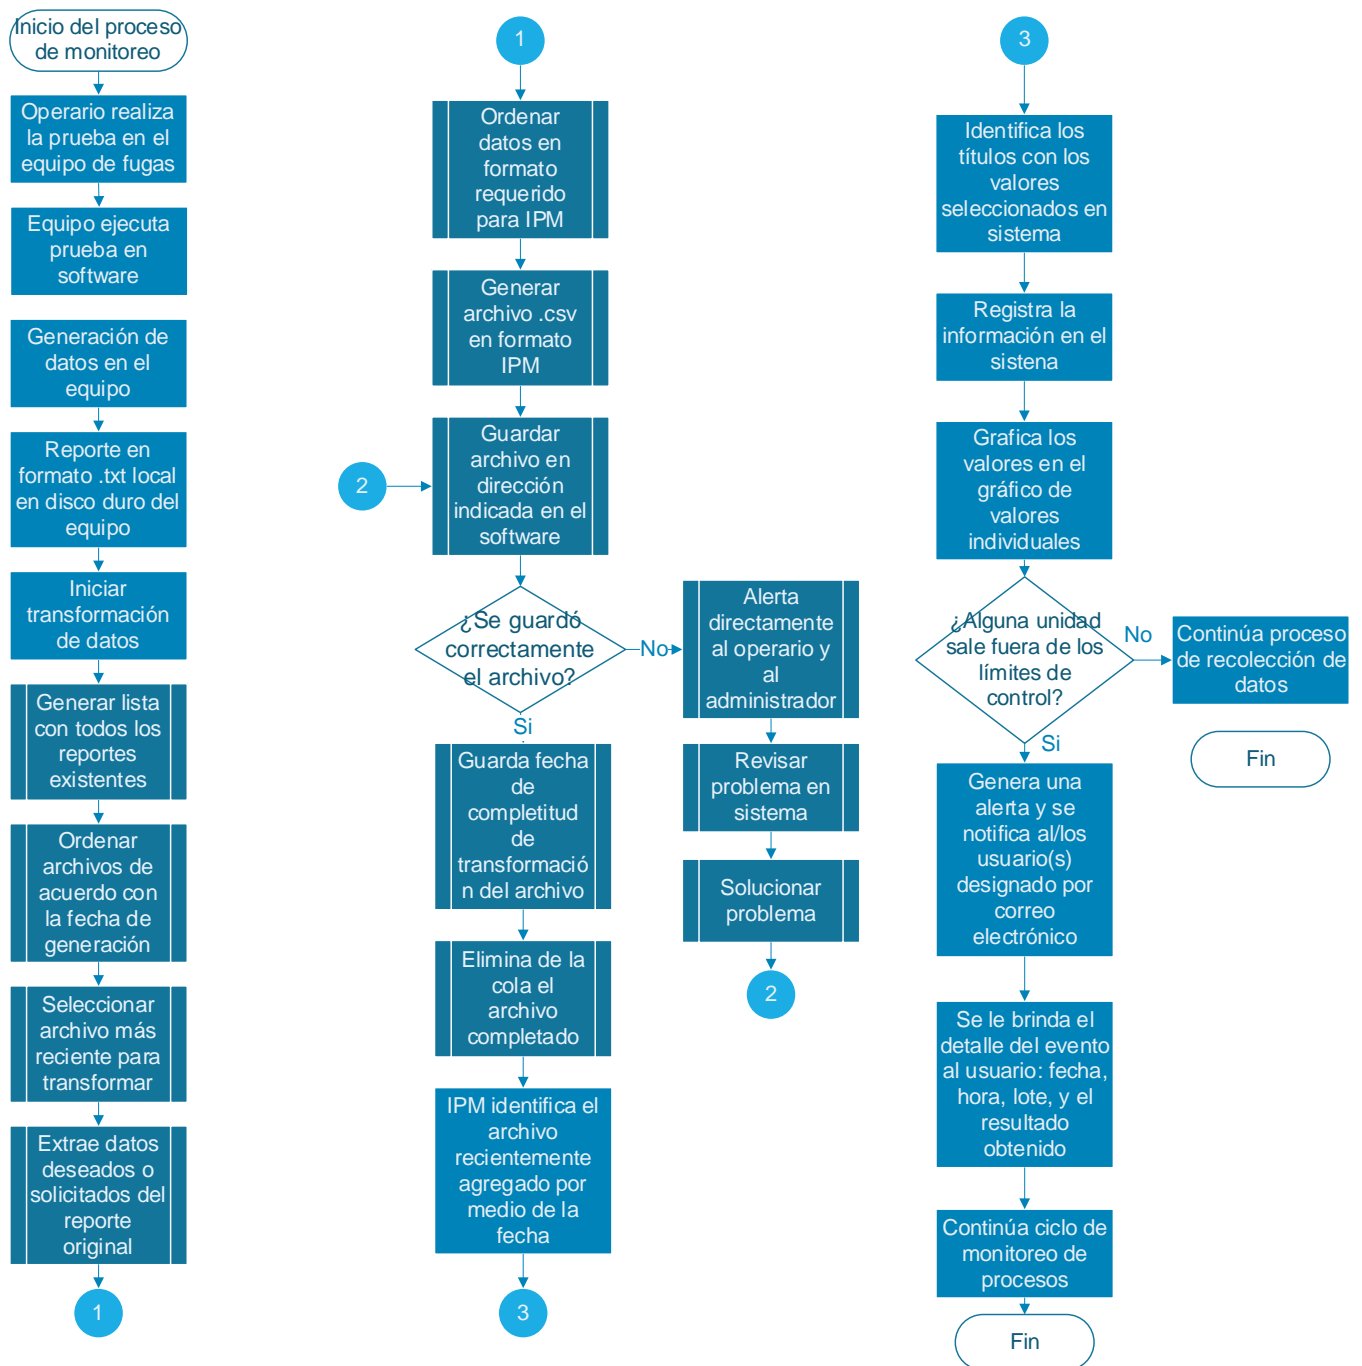 Inicio del proceso
de monitoreo
Operario realiza
la prueba en el
equipo de fugas
Equipo ejecuta
prueba en
software
Generación de
datos en el
equipo
Reporte en
formato .txt local
en disco duro del
equipo
Iniciar
transformación
de datos
Generar lista
con todos los
reportes
existentes
Ordenar
archivos de
acuerdo con
la fecha de
generación
Seleccionar
archivo más
reciente para
transformar
Extrae datos
deseados o
solicitados del
reporte
original
1
1
Ordenar
datos en
formato
requerido
para IPM
Generar
archivo .csv
en formato
IPM
2
Guardar
archivo en
dirección
indicada en el
software
¿Se guardó
correctamente
el archivo?
No
Si
Alerta
directamente
al operario y
al
administrador
Revisar
problema en
sistema
Solucionar
problema
2
Guarda fecha
de
completitud
de
transformació
n del archivo
Elimina de la
cola el
archivo
completado
IPM identifica el
archivo
recientemente
agregado por
medio de la
fecha
3
3
Identifica los
títulos con los
valores
seleccionados en
sistema
Registra la
información en el
sistena
Grafica los
valores en el
gráfico de
valores
individuales
¿Alguna unidad
sale fuera de los
límites de
control?
No
Continúa proceso
de recolección de
datos
Fin
Si
Genera una
alerta y se
notifica al/los
usuario(s)
designado por
correo
electrónico
Se le brinda el
detalle del evento
al usuario: fecha,
hora, lote, y el
resultado
obtenido
Continúa ciclo de
monitoreo de
procesos
Fin